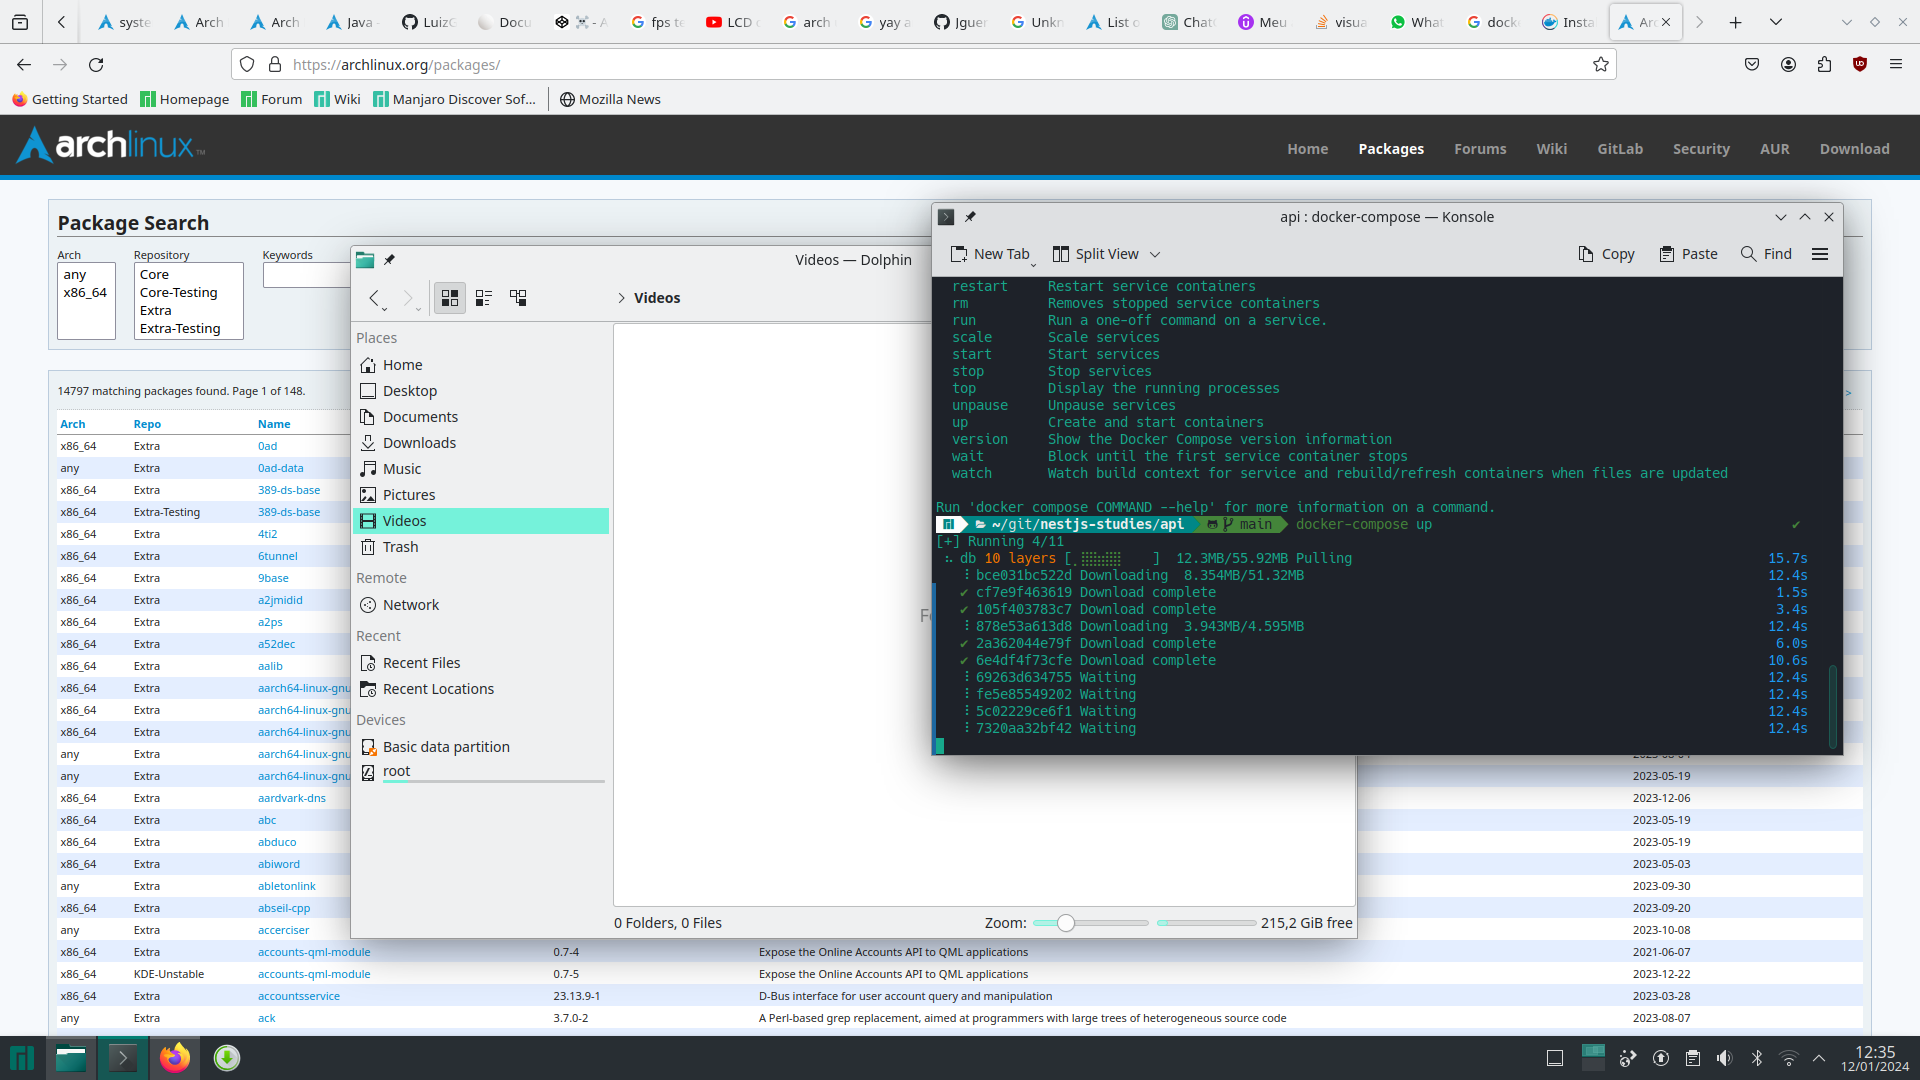 syste
Arch
Arch
Java -
LuizG
Docu
- A
fps te
LCD
arch
yay a
Jguer
Unkn
List o
Chat
Meu
visua
What
dock
Insta
Arc
https://archlinux.org/packages/
Getting Started
Homepage
Forum
Wiki
Manjaro Discover Sof...
Mozilla News
archlinux™
Home
Packages
Forums
Wiki
GitLab
Security
AUR
Download
Package Search
Arch
Repository
Keywords
any
x86_64
Core
Core-Testing
Extra
Extra-Testing
14797 matching packages found. Page 1 of 148.
>
Arch Repo Name
x86_64 Extra 0ad
any Extra 0ad-data
x86_64 Extra 389-ds-base
x86_64 Extra-Testing 389-ds-base
x86_64 Extra 4ti2
x86_64 Extra 6tunnel
x86_64 Extra 9base
x86_64 Extra a2jmidid
x86_64 Extra a2ps
x86_64 Extra a52dec
x86_64 Extra aalib
x86_64 Extra aarch64-linux-gnu
x86_64 Extra aarch64-linux-gnu
x86_64 Extra aarch64-linux-gnu
any Extra aarch64-linux-gnu
any Extra aarch64-linux-gnu 2023-05-19
x86_64 Extra aardvark-dns 2023-12-06
x86_64 Extra abc 2023-05-19
x86_64 Extra abduco 2023-05-19
x86_64 Extra abiword 2023-05-03
any Extra abletonlink 2023-09-30
x86_64 Extra abseil-cpp 2023-09-20
any Extra accerciser 2023-10-08
x86_64 Extra accounts-qml-module 0.7-4 Expose the Online Accounts API to QML applications 2021-06-07
x86_64 KDE-Unstable accounts-qml-module 0.7-5 Expose the Online Accounts API to QML applications 2023-12-22
x86_64 Extra accountsservice 23.13.9-1 D-Bus interface for user account query and manipulation 2023-03-28
any Extra ack 3.7.0-2 A Perl-based grep replacement, aimed at programmers with large trees of heterogeneous source code 2023-08-07
Videos — Dolphin
Videos
Places
Home
Desktop
Documents
Downloads
Music
Pictures
Videos
Trash
Remote
Network
Recent
Recent Files
Recent Locations
Devices
Basic data partition
root
0 Folders, 0 Files
Zoom:
215,2 GiB free
api : docker-compose — Konsole
New Tab
Split View
Copy
Paste
Find
restart Restart service containers
rm Removes stopped service containers
run Run a one-off command on a service.
scale Scale services
start Start services
stop Stop services
top Display the running processes
unpause Unpause services
up Create and start containers
version Show the Docker Compose version information
wait Block until the first service container stops
watch Watch build context for service and rebuild/refresh containers when files are updated
Run 'docker compose COMMAND --help' for more information on a command.
~/git/nestjs-studies/api main docker-compose up ✔
[+] Running 4/11
db 10 layers [ ] 12.3MB/55.92MB Pulling 15.7s
bce031bc522d Downloading 8.354MB/51.32MB 12.4s
✔ cf7e9f463619 Download complete 1.5s
✔ 105f403783c7 Download complete 3.4s
878e53a613d8 Downloading 3.943MB/4.595MB 12.4s
✔ 2a362044e79f Download complete 6.0s
✔ 6e4df4f73cfe Download complete 10.6s
69263d634755 Waiting 12.4s
fe5e85549202 Waiting 12.4s
5c02229ce6f1 Waiting 12.4s
7320aa32bf42 Waiting 12.4s
12:35
12/01/2024